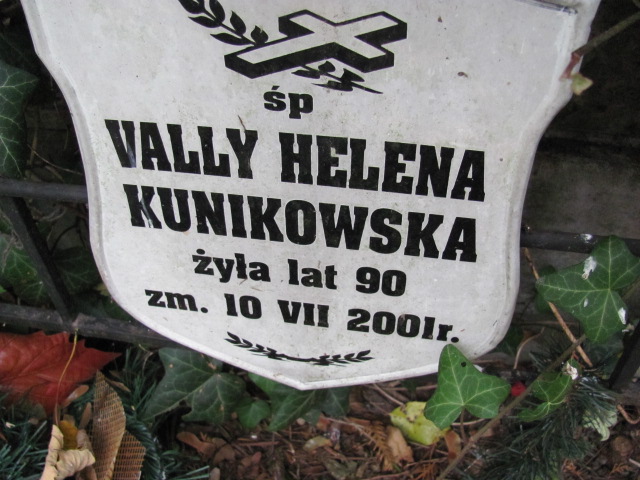 śp
VALLY HELENA
KUNIKOWSKA
żyła lat 90
zm. 10 VII 2001r.